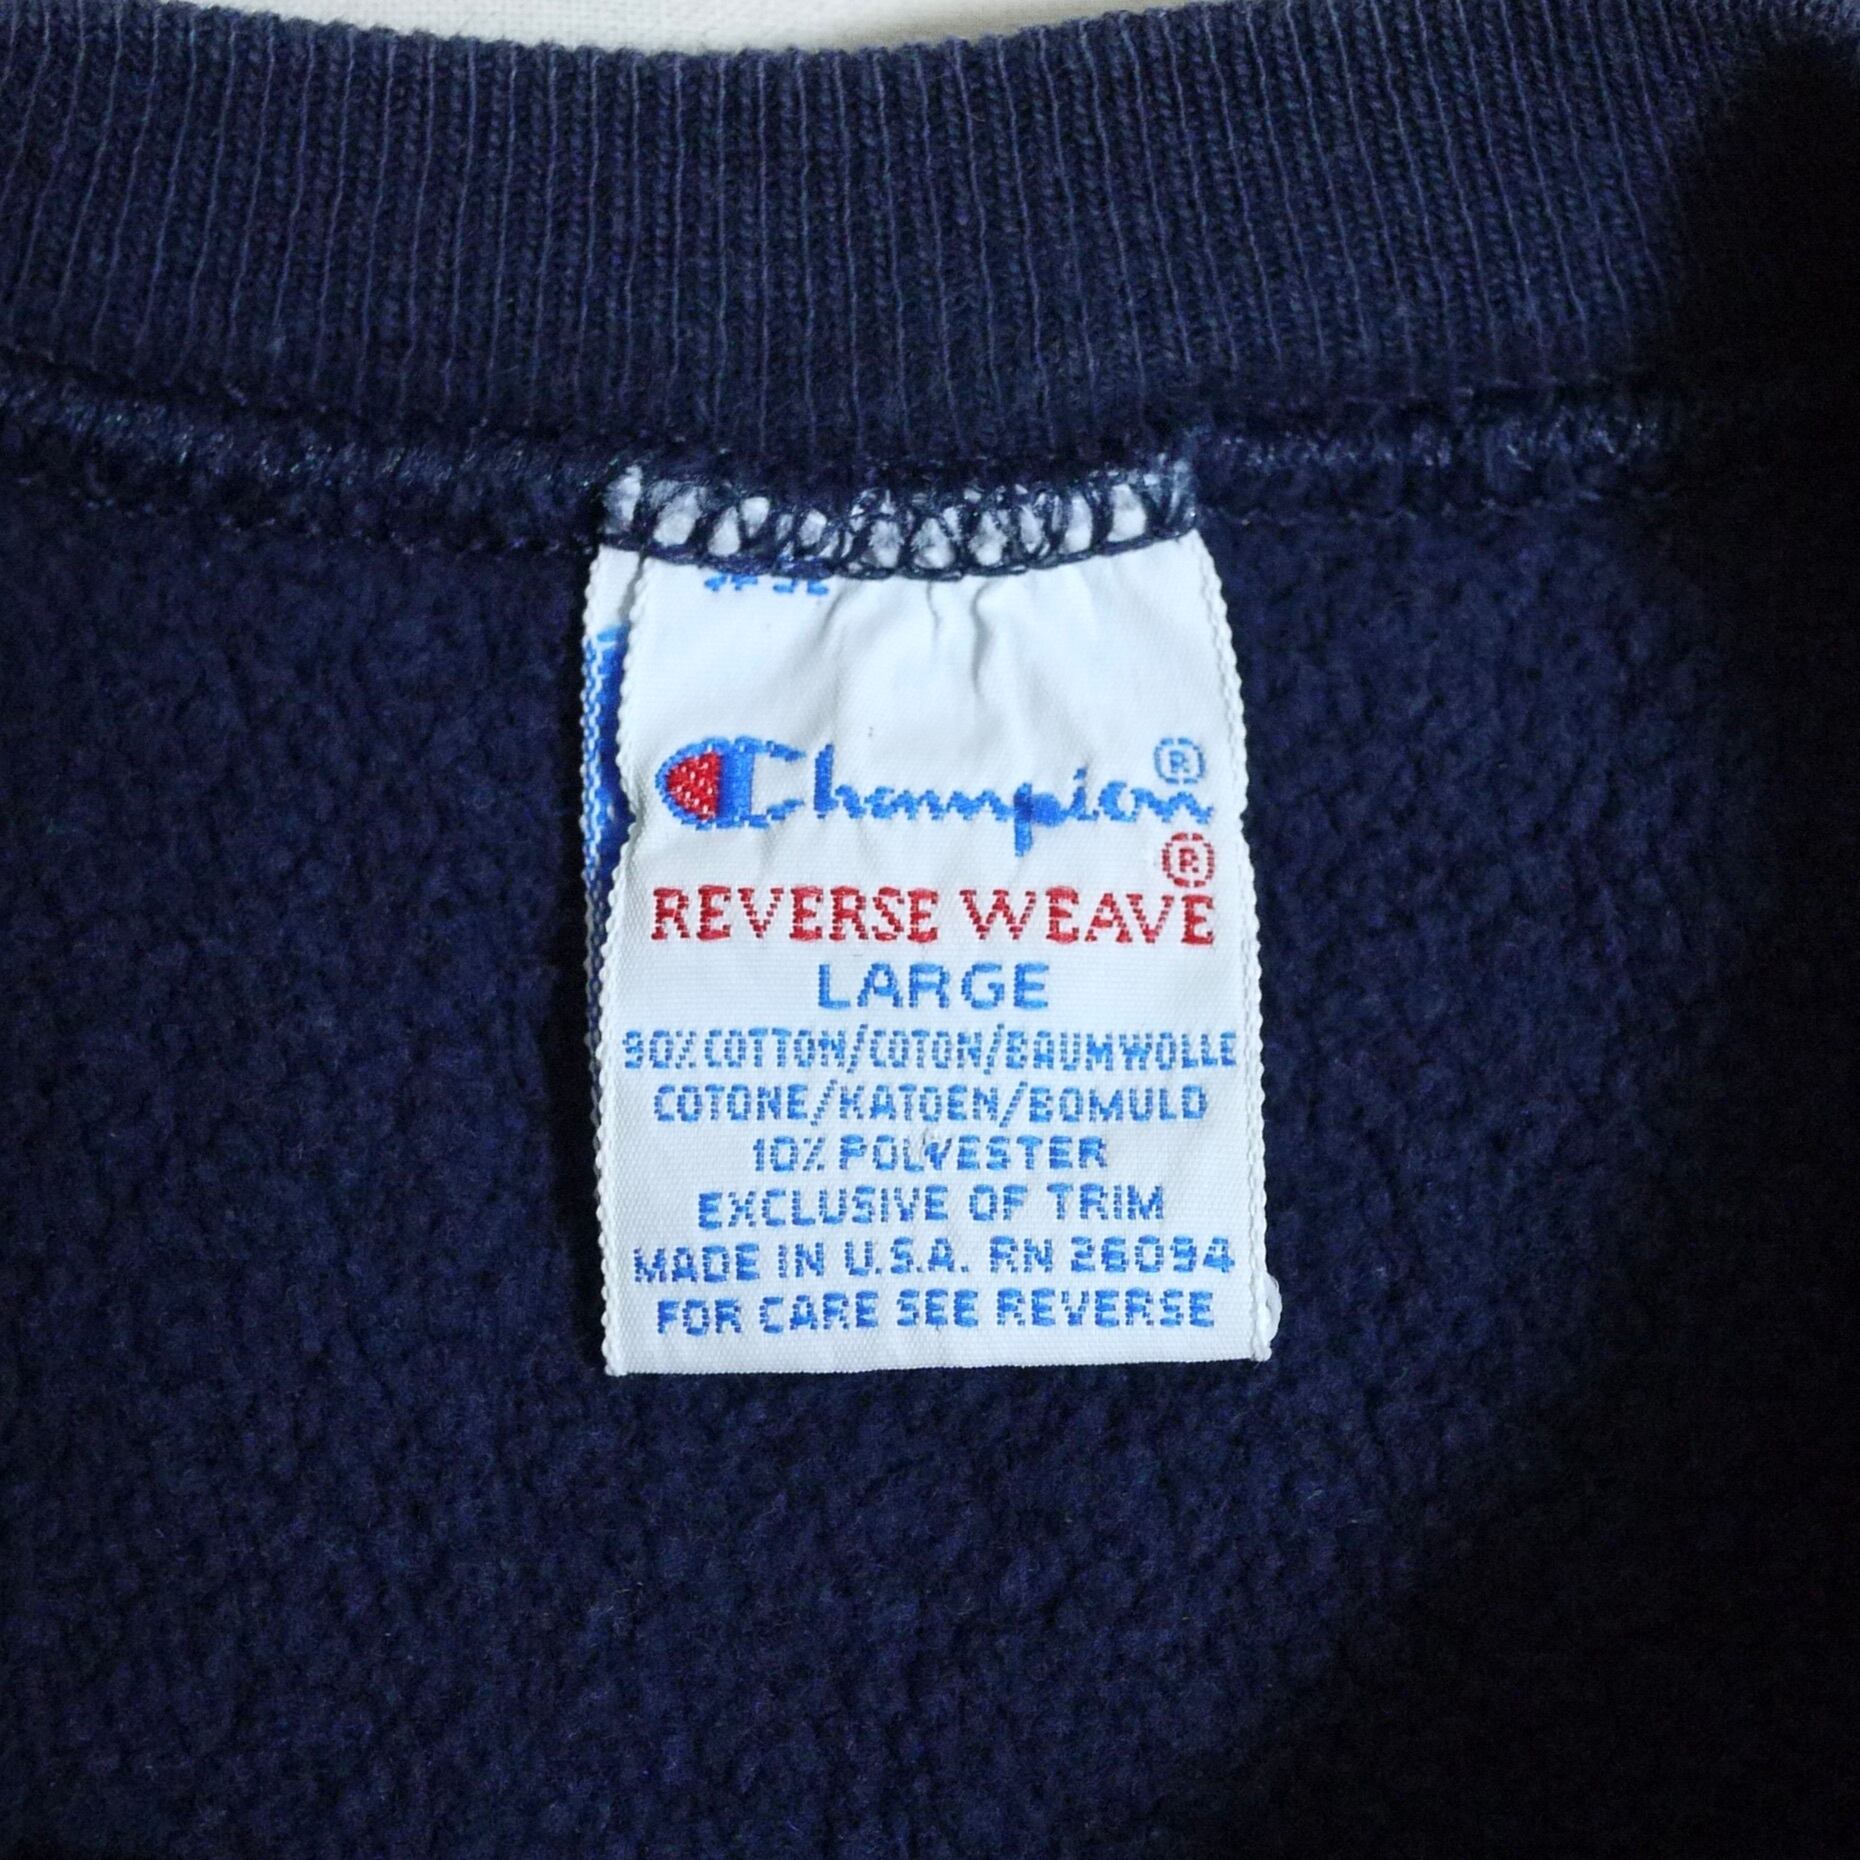 Champion®
REVERSE WEAVE®
LARGE
90% COTTON/COTON/BAUMWOLLE
COTONE/KATOEN/BOMULD
10% POLYESTER
EXCLUSIVE OF TRIM
MADE IN U.S.A. RN 26094
FOR CARE SEE REVERSE